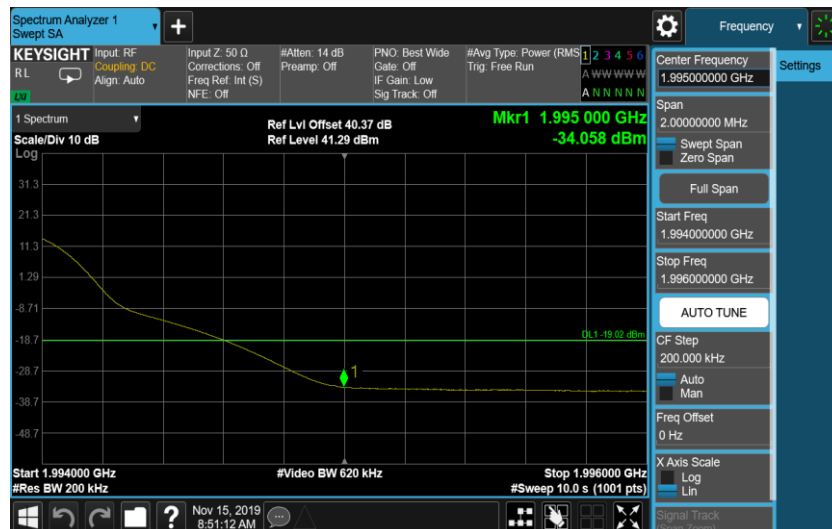 Spectrum Analyzer 1
Swept SA
Frequency
KEYSIGHT
RL
LXI
Input: RF
Coupling: DC
Align: Auto
Input Z: 50 Ω
Corrections: Off
Freq Ref: Int (S)
NFE: Off
#Atten: 14 dB
Preamp: Off
PNO: Best Wide
Gate: Off
IF Gain: Low
Sig Track: Off
#Avg Type: Power (RMS
Trig: Free Run
1 2 3 4 5 6
A W W W W W
A N N N N N
1 Spectrum
Scale/Div 10 dB
Log
Ref Lvl Offset 40.37 dB
Ref Level 41.29 dBm
Mkr1 1.995 000 GHz
-34.058 dBm
31.3
21.3
11.3
1.29
-8.71
-18.7
-28.7
-38.7
-48.7
DL1 -19.02 dBm
1
Start 1.994000 GHz
#Res BW 200 kHz
#Video BW 620 kHz
Stop 1.996000 GHz
#Sweep 10.0 s (1001 pts)
?
Nov 15, 2019
8:51:12 AM
Center Frequency
1.995000000 GHz
Settings
Span
2.00000000 MHz
Swept Span
Zero Span
Full Span
Start Freq
1.994000000 GHz
Stop Freq
1.996000000 GHz
AUTO TUNE
CF Step
200.000 kHz
Auto
Man
Freq Offset
0 Hz
X Axis Scale
Log
Lin
Signal Track
(Span Zoom)